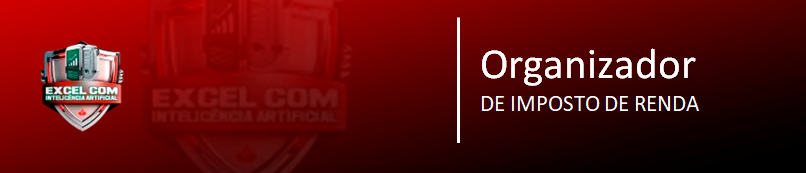 EXCEL COM
INTELIGÊNCIA ARTIFICIAL
EXCEL COM
INTELIGÊNCIA ARTIFICIAL
Organizador
DE IMPOSTO DE RENDA